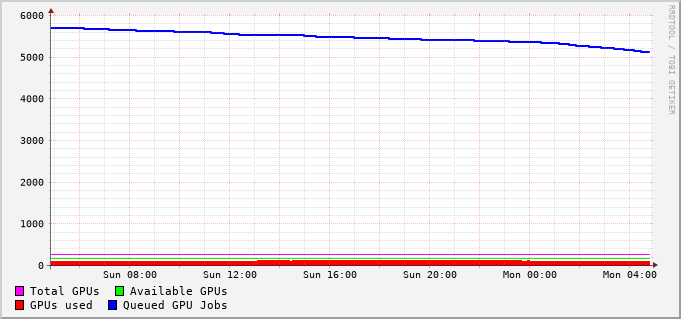 6000
5000
4000
3000
2000
1000
0
Sun 08:00 Sun 12:00 Sun 16:00 Sun 20:00 Mon 00:00 Mon 04:00
Total GPUs Available GPUs
GPUs used Queued GPU Jobs
RRDTOOL / TOBI OETIKER